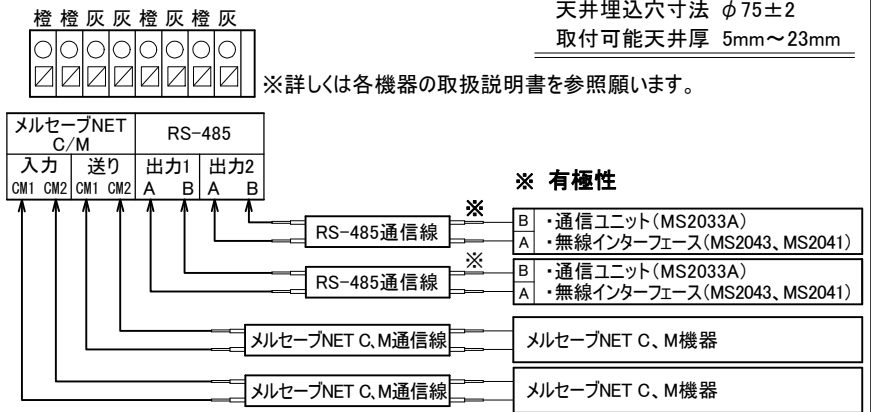 橙 橙 灰 灰 橙 橙 灰
天井埋込穴寸法 φ75±2
取付可能天井厚 5mm～23mm
※詳しくは各機器の取扱説明書を参照願います。
メルセーブNET
C/M
RS-485
入力 送り 出力1 出力2
CM1 CM2 CM1 CM2 A B A B
※ 有極性
※
RS-485通信線
B ・通信ユニット(MS2033A)
A ・無線インターフェース(MS2043、MS2041)
※
RS-485通信線
B ・通信ユニット(MS2033A)
A ・無線インターフェース(MS2043、MS2041)
メルセーブNET C、M通信線
メルセーブNET C、M機器
メルセーブNET C、M通信線
メルセーブNET C、M機器